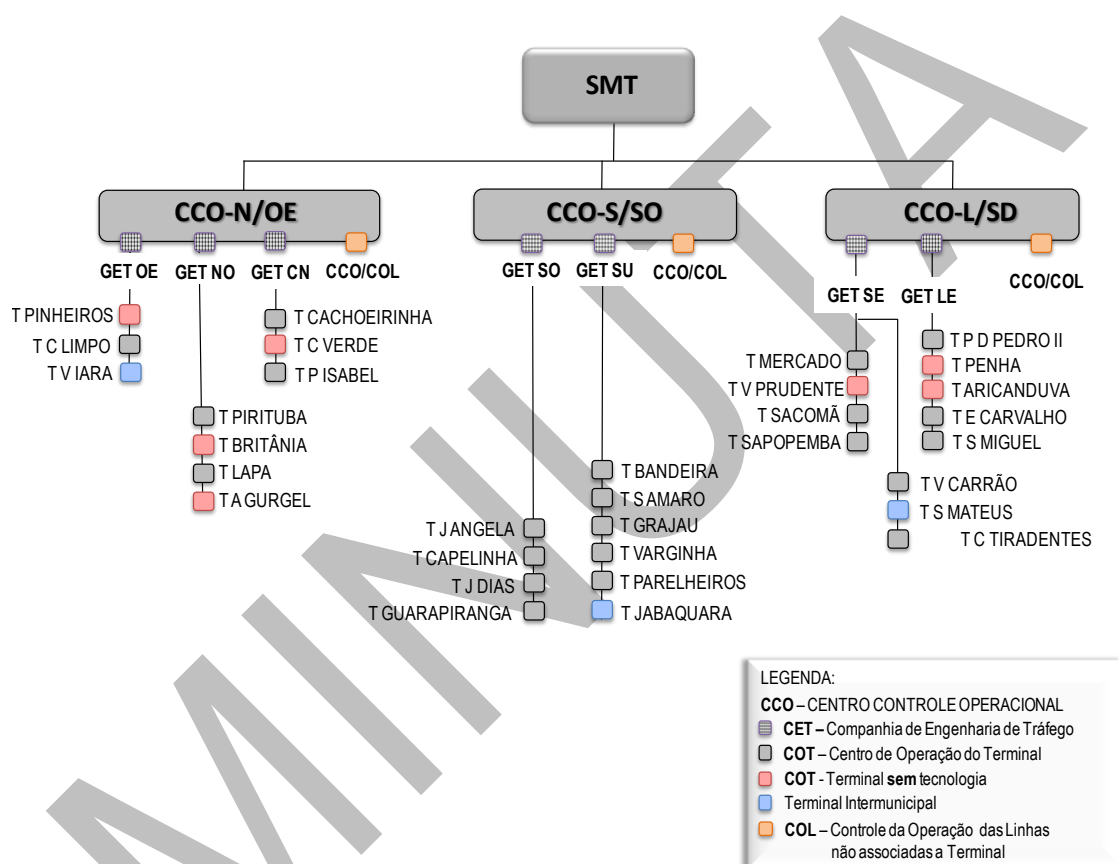 SMT
CCO-N/OE
CCO-S/SO
CCO-L/SD
GET OE
GET NO
GET CN
CCO/COL
GET SO
GET SU
CCO/COL
GET SE
GET LE
CCO/COL
T PINHEIROS
T C LIMPO
T V IARA
T CACHOEIRINHA
T C VERDE
T P ISABEL
T PIRITUBA
T BRITÂNIA
T LAPA
T A GURGEL
T J ANGELA
T CAPELINHA
T J DIAS
T GUARAPIRANGA
T BANDEIRA
T S AMARO
T GRAJAU
T VARGINHA
T PARELHEIROS
T JABAQUARA
T MERCADO
T V PRUDENTE
T SACOMÃ
T SAPOPEMBA
T P D PEDRO II
T PENHA
T ARICANDUVA
T E CARVALHO
T S MIGUEL
T V CARRÃO
T S MATEUS
T C TIRADENTES
LEGENDA:
CCO – CENTRO CONTROLE OPERACIONAL
CET – Companhia de Engenharia de Tráfego
COT – Centro de Operação do Terminal
COT - Terminal sem tecnologia
Terminal Intermunicipal
COL – Controle da Operação das Linhas
não associadas a Terminal
MINUTA